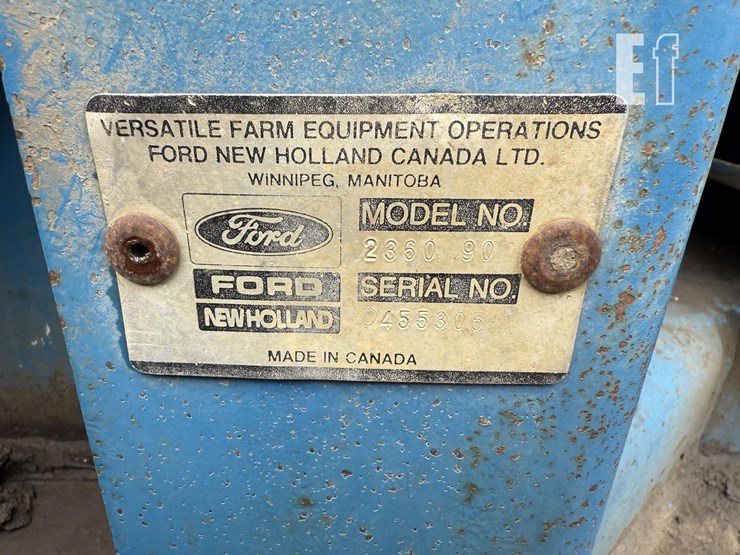 Ef
VERSATILE FARM EQUIPMENT OPERATIONS
FORD NEW HOLLAND CANADA LTD.
WINNIPEG, MANITOBA
Ford
MODEL NO.
2360 90
FORD
NEW HOLLAND
SERIAL NO.
MADE IN CANADA